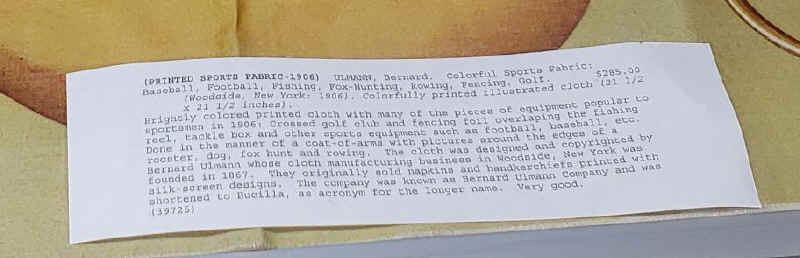 (PRINTED SPORTS FABRIC-1906) ULMANN, Bernard. Colorful Sports Fabric:
Baseball, Football, Fishing, Fox-Hunting, Rowing, Fencing, Golf. $285.00
(Woodside, New York: 1906). Colorfully printed illustrated cloth (21 1/2
x 21 1/2 inches).
Brightly colored printed cloth with many of the pieces of equipment popular to
sportsmen in 1906: Crossed golf club and fencing foil overlaping the fishing
reel, tackle box and other sports equipment such as football, baseball, etc.
Done in the manner of a coat-of-arms with pictures around the edges of a
rooster, dog, fox hunt and rowing. The cloth was designed and copyrighted by
Bernard Ulmann whose cloth manufacturing business in Woodside, New York was
founded in 1867. They originally sold napkins and handkerchiefs printed with
silk-screen designs. The company was known as Bernard Ulmann Company and was
shortened to Bucilla, as acronym for the longer name. Very good.
(39725)